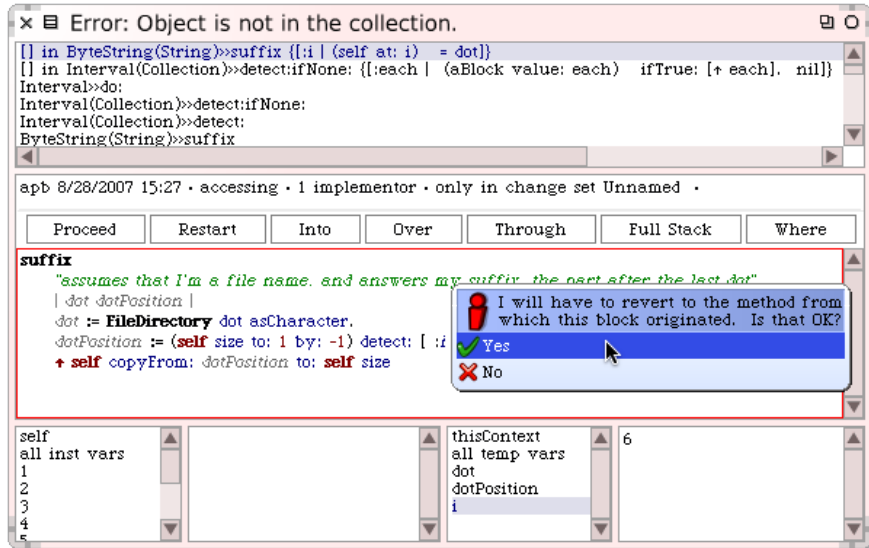 Error: Object is not in the collection.
[] in ByteString(String)>>suffix {[:i | (self at: i)  = dot]}
[] in Interval(Collection)>>detect:ifNone: {[:each |  (aBlock value: each)  ifTrue: [↑ each].  nil]}
Interval>>do:
Interval(Collection)>>detect:ifNone:
Interval(Collection)>>detect:
ByteString(String)>>suffix
apb 8/28/2007 15:27 · accessing · 1 implementor · only in change set Unnamed ·
Proceed Restart Into Over Through Full Stack Where
suffix
"assumes that I'm a file name, and answers my suffix, the part after the last dot"
| dot dotPosition |
dot := FileDirectory dot asCharacter.
dotPosition := (self size to: 1 by: -1) detect: [ :i
↑ self copyFrom: dotPosition to: self size
I will have to revert to the method from
which this block originated.  Is that OK?
Yes
No
self
all inst vars
1
2
3
4
5
thisContext
all temp vars
dot
dotPosition
i
6